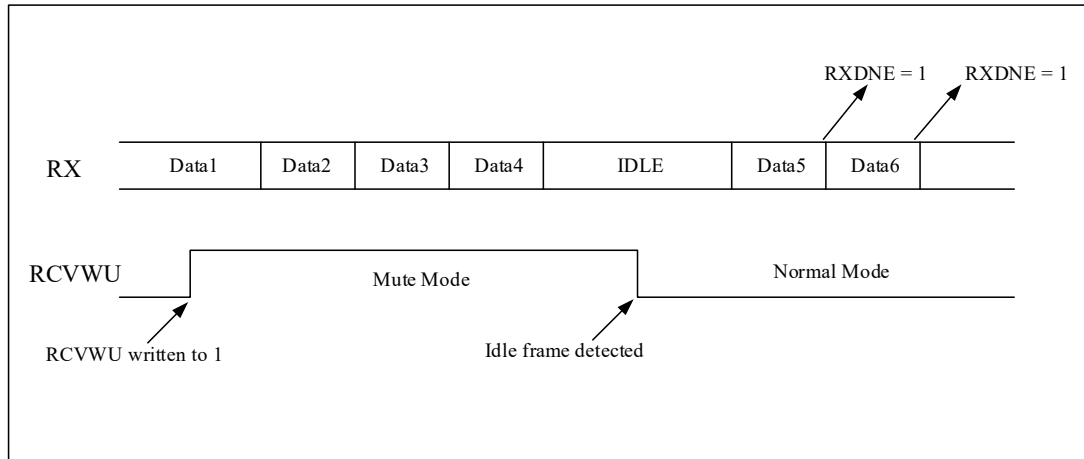 RXDNE = 1 RXDNE = 1
RX Data1 Data2 Data3 Data4 IDLE Data5 Data6
RCVWU Mute Mode Normal Mode
RCVWU written to 1 Idle frame detected